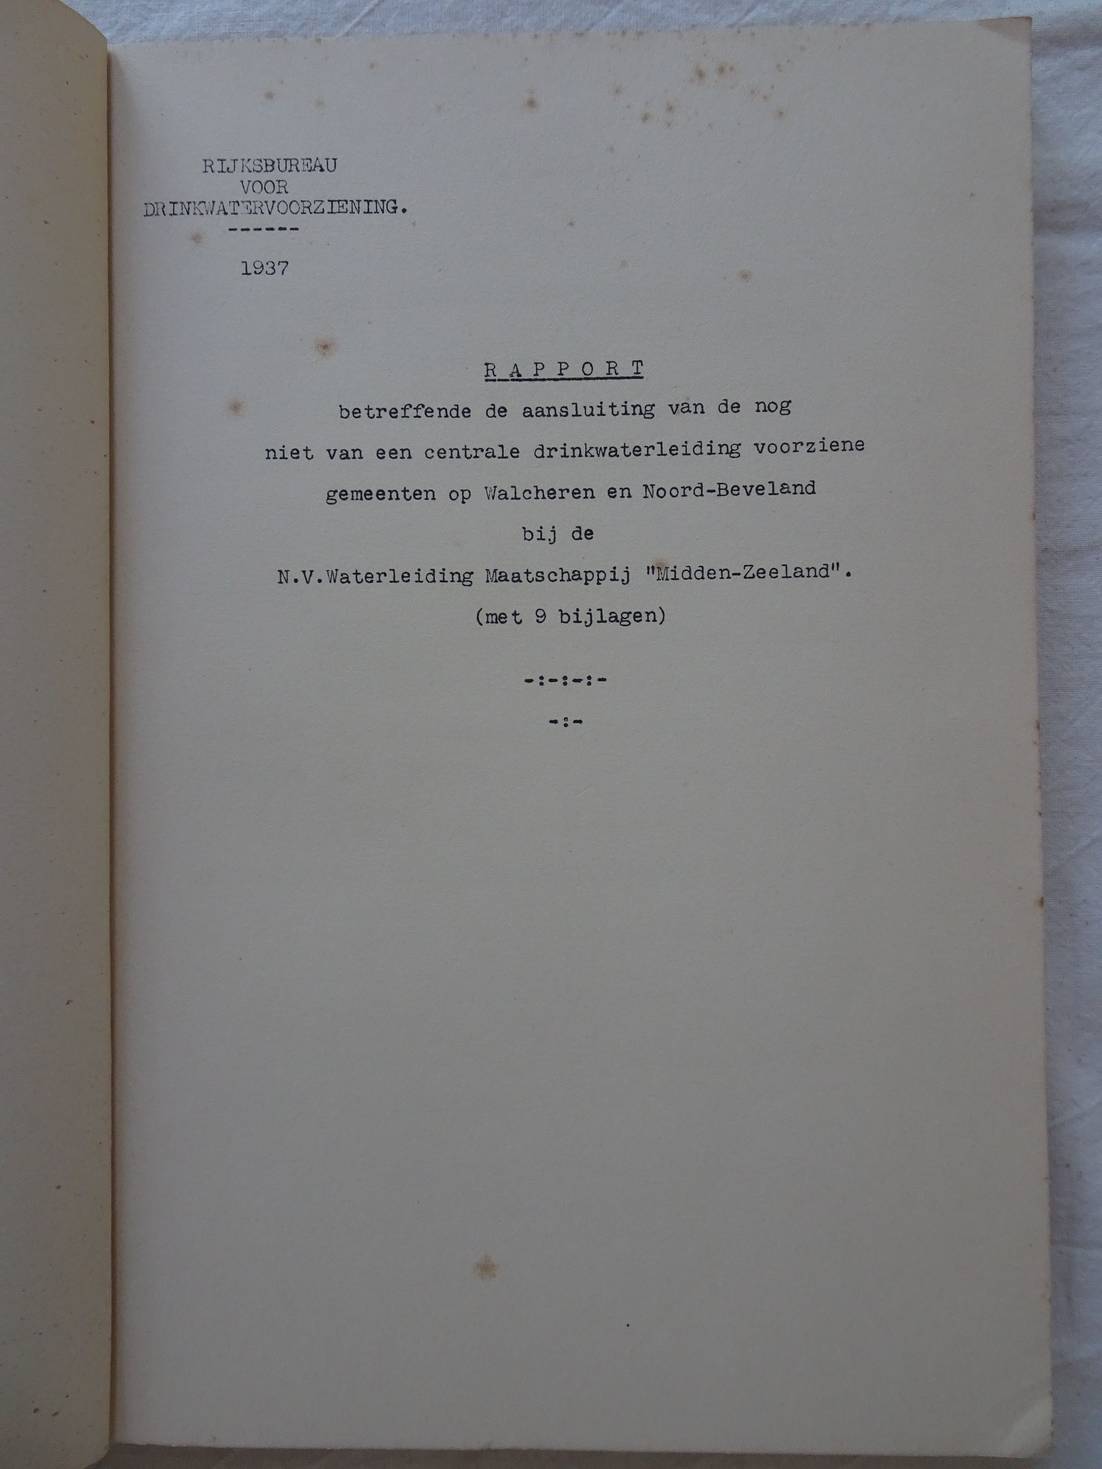 RIJKSBUREAU
VOOR
DRINKWATERVOORZIENING.
------
1937
R A P P O R T
betreffende de aansluiting van de nog
niet van een centrale drinkwaterleiding voorziene
gemeenten op Walcheren en Noord-Beveland
bij de
N.V.Waterleiding Maatschappij "Midden-Zeeland".
(met 9 bijlagen)
-:-:-:-
-:-